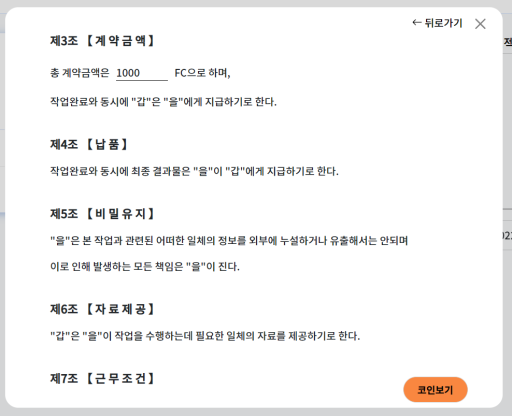 ← 뒤로가기
제3조 【 계 약 금 액 】
총 계약금액은 1000 FC으로 하며,
작업완료와 동시에 "갑"은 "을"에게 지급하기로 한다.
제4조 【 납 품 】
작업완료와 동시에 최종 결과물은 "을"이 "갑"에게 지급하기로 한다.
제5조 【 비 밀 유 지 】
"을"은 본 작업과 관련된 어떠한 일체의 정보를 외부에 누설하거나 유출해서는 안되며
이로 인해 발생하는 모든 책임은 "을"이 진다.
제6조 【 자 료 제 공 】
"갑"은 "을"이 작업을 수행하는데 필요한 일체의 자료를 제공하기로 한다.
제7조 【 근 무 조 건 】
코인보기